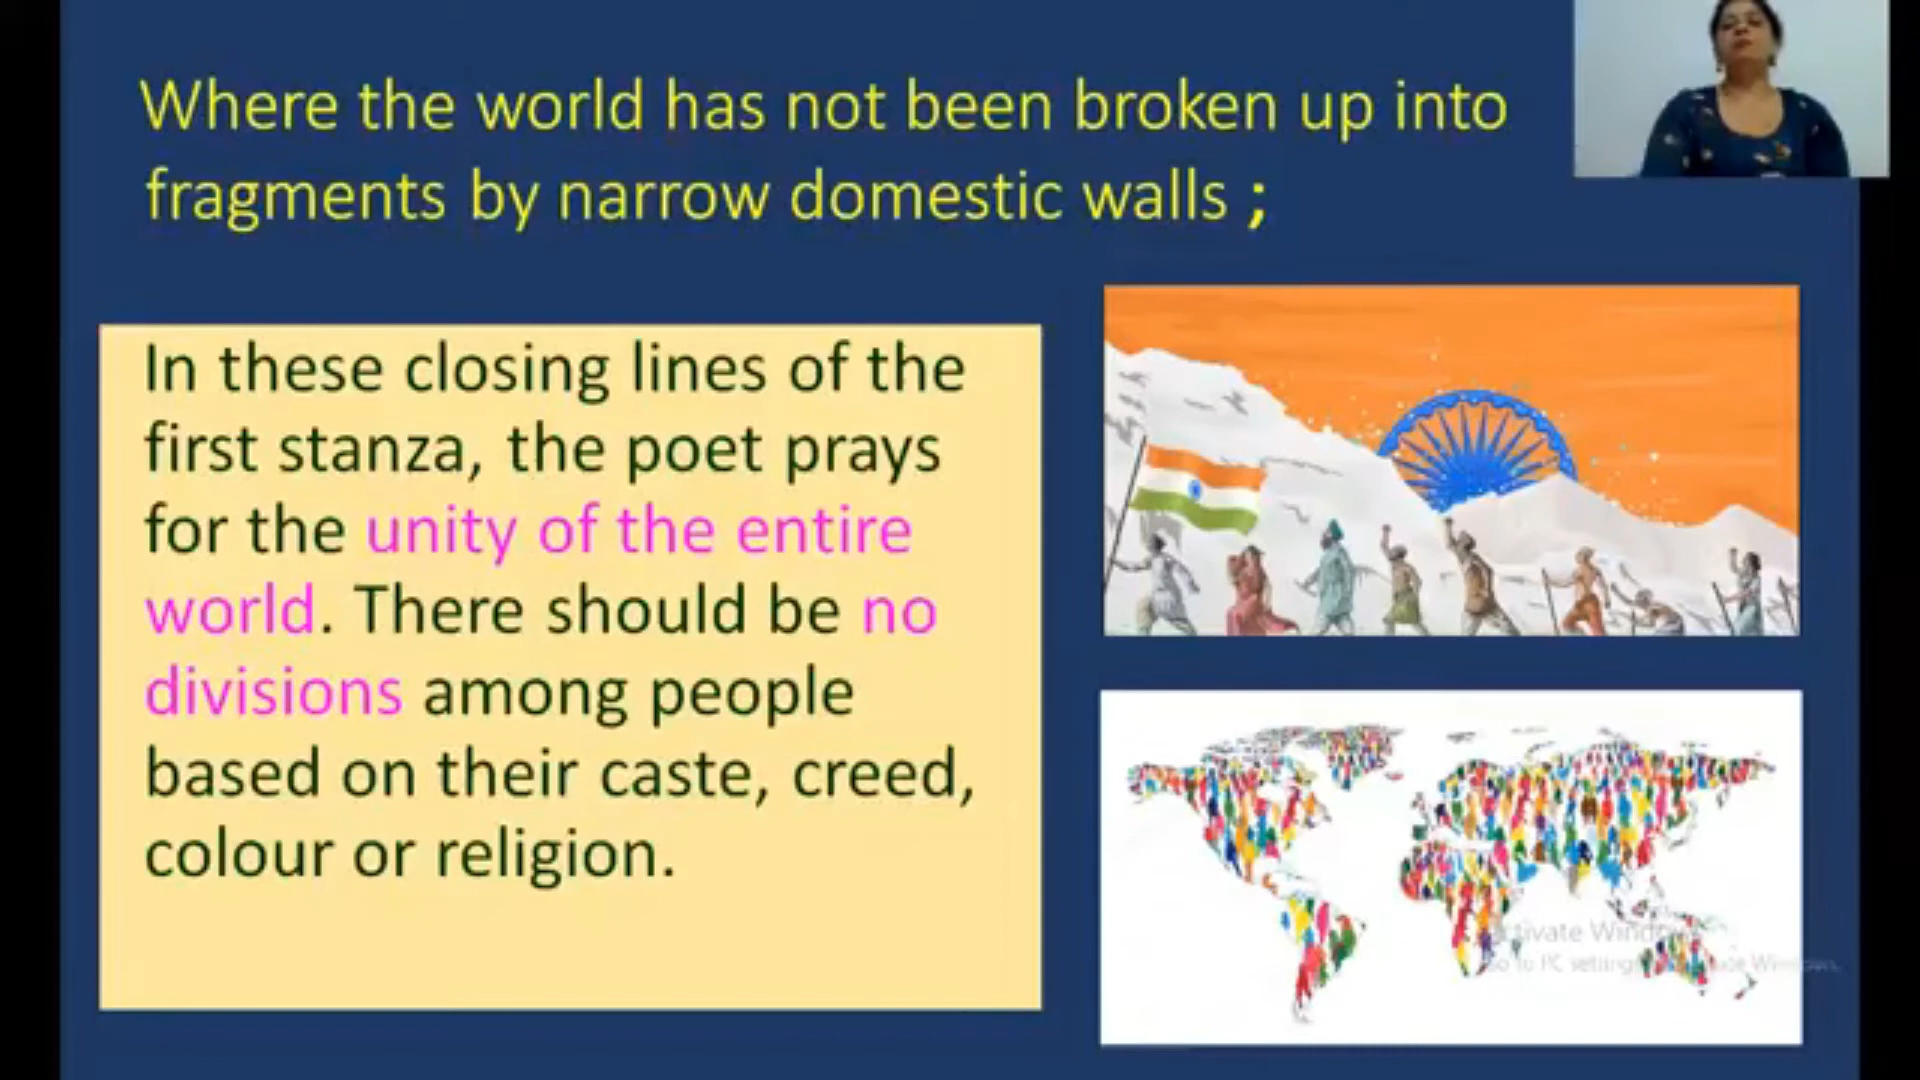 Where the world has not been broken up into
fragments by narrow domestic walls ;
In these closing lines of the
first stanza, the poet prays
for the unity of the entire
world. There should be no
divisions among people
based on their caste, creed,
colour or religion.